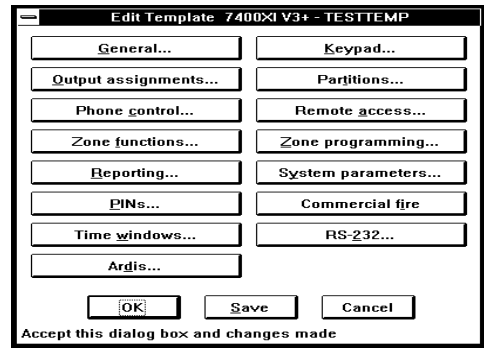 Edit Template 7400XI V3+ - TESTTEMP
General... Keypad...
Output assignments... Partitions...
Phone control... Remote access...
Zone functions... Zone programming...
Reporting... System parameters...
PINs... Commercial fire
Time windows... RS-232...
Ardis...
OK Save Cancel
Accept this dialog box and changes made